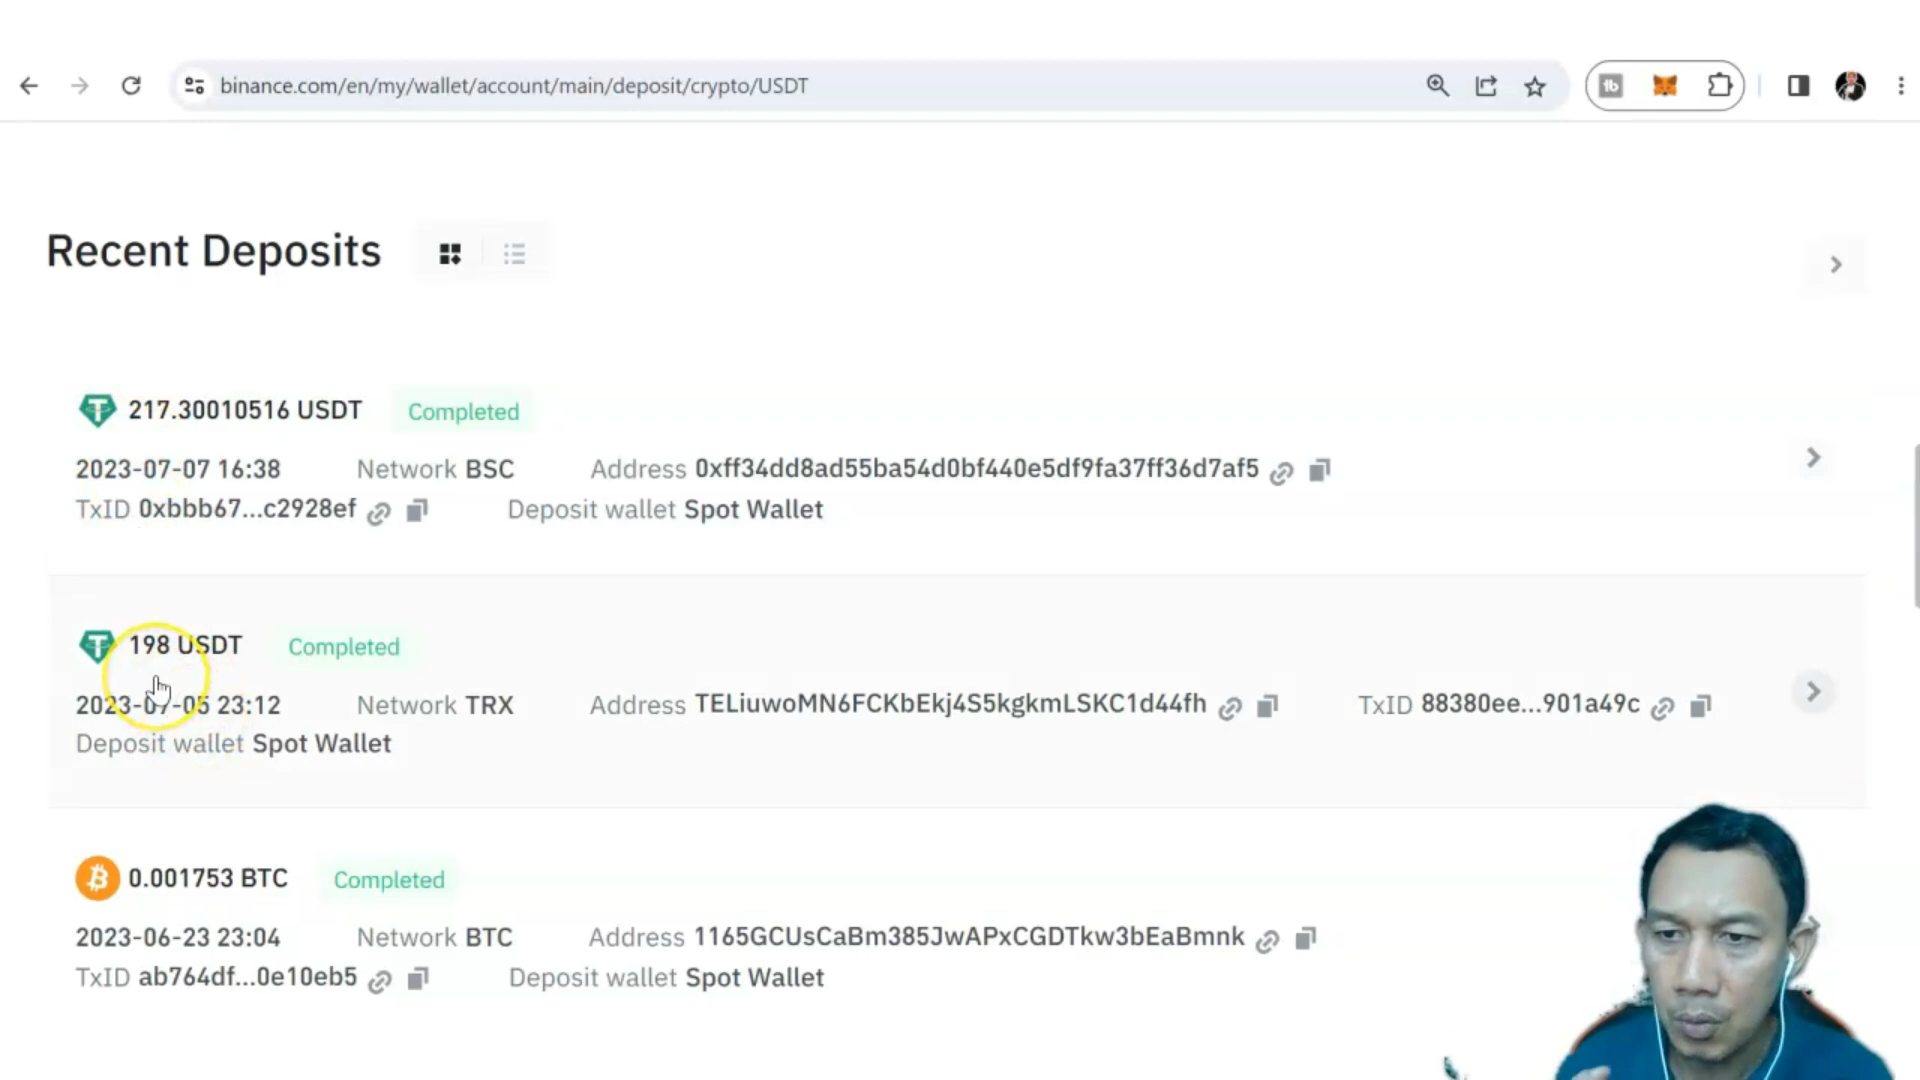 binance.com/en/my/wallet/account/main/deposit/crypto/USDT
Recent Deposits
217.30010516 USDT Completed
2023-07-07 16:38 Network BSC Address 0xff34dd8ad55ba54d0bf440e5df9fa37ff36d7af5
TxID 0xbbb67...c2928ef Deposit wallet Spot Wallet
198 USDT Completed
2023-07-05 23:12 Network TRX Address TELiuwoMN6FCKbEkj4S5kgkmLSKC1d44fh TxID 88380ee...901a49c
Deposit wallet Spot Wallet
0.001753 BTC Completed
2023-06-23 23:04 Network BTC Address 1165GCUsCaBm385JwAPxCGDTkw3bEaBmnk
TxID ab764df...0e10eb5 Deposit wallet Spot Wallet